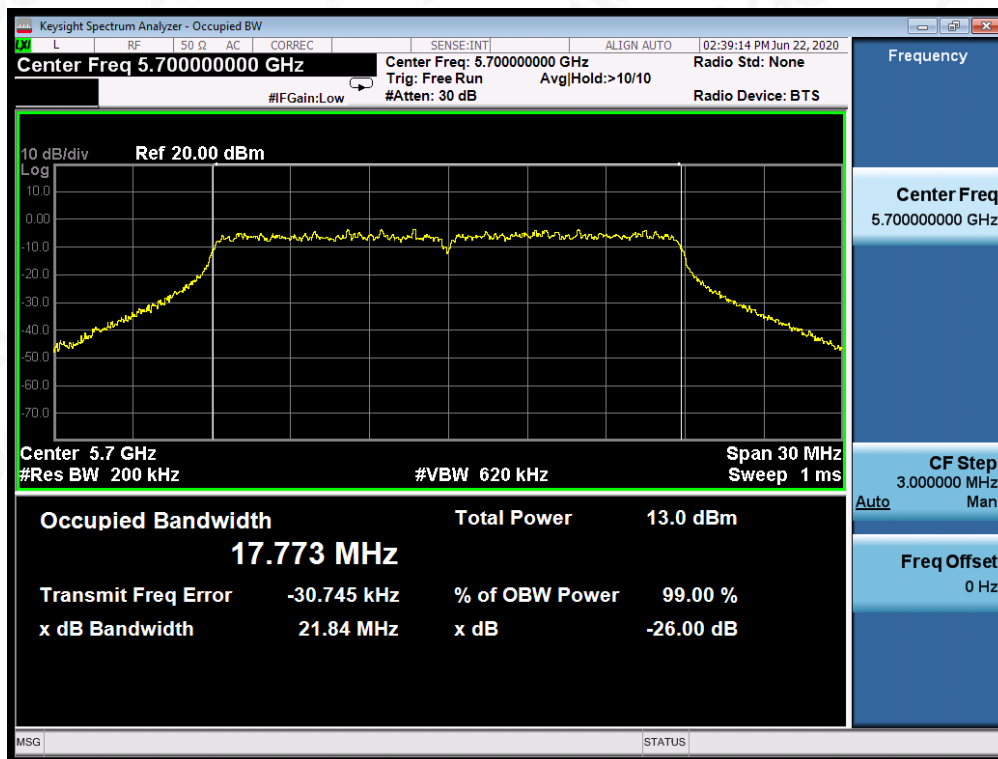 Keysight Spectrum Analyzer - Occupied BW
LXI L RF 50 Ω AC CORREC SENSE:INT ALIGN AUTO 02:39:14 PM Jun 22, 2020
Center Freq 5.700000000 GHz
Center Freq: 5.700000000 GHz Radio Std: None
Trig: Free Run Avg|Hold:>10/10
#IFGain:Low #Atten: 30 dB Radio Device: BTS
10 dB/div Ref 20.00 dBm
Log
10.0
0.00
-10.0
-20.0
-30.0
-40.0
-50.0
-60.0
-70.0
Center 5.7 GHz Span 30 MHz
#Res BW 200 kHz #VBW 620 kHz Sweep 1 ms
Occupied Bandwidth Total Power 13.0 dBm
17.773 MHz
Transmit Freq Error -30.745 kHz % of OBW Power 99.00 %
x dB Bandwidth 21.84 MHz x dB -26.00 dB
MSG STATUS
Frequency
Center Freq
5.700000000 GHz
CF Step
3.000000 MHz
Auto Man
Freq Offset
0 Hz